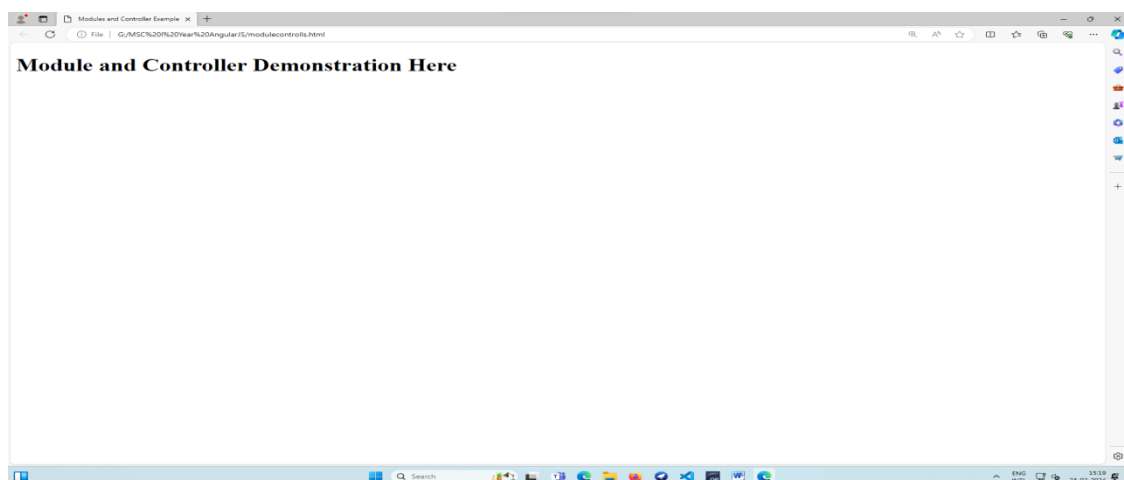 Modules and Controller Example
File | G:/MSC%20I%20Year%20AngularJS/modulecontrolls.html
Module and Controller Demonstration Here
Search
ENG
15:19